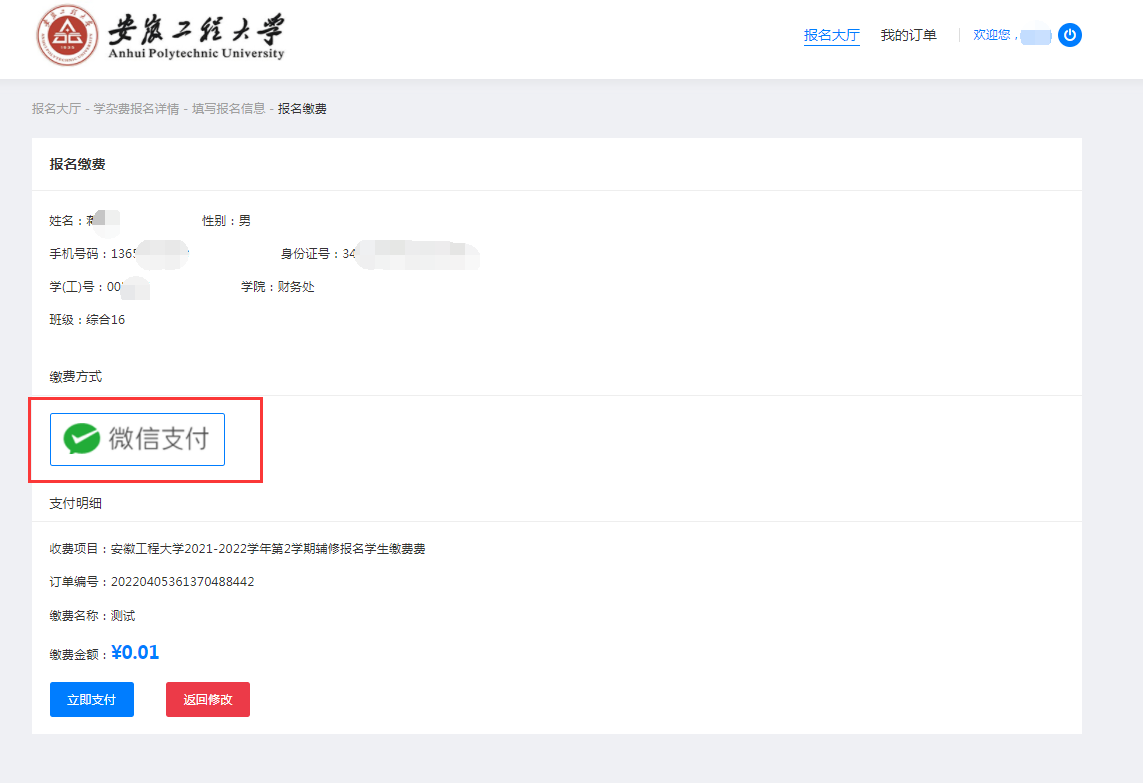 安徽工程大学
Anhui Polytechnic University
报名大厅 我的订单 欢迎您，
报名大厅 - 学杂费报名详情 - 填写报名信息 - 报名缴费
报名缴费
姓名： 性别：男
手机号码：1365 身份证号：34
学(工)号：00 学院：财务处
班级：综合16
缴费方式
微信支付
支付明细
收费项目：安徽工程大学2021-2022学年第2学期辅修报名学生缴费费
订单编号：20220405361370488442
缴费名称：测试
缴费金额：¥0.01
立即支付 返回修改